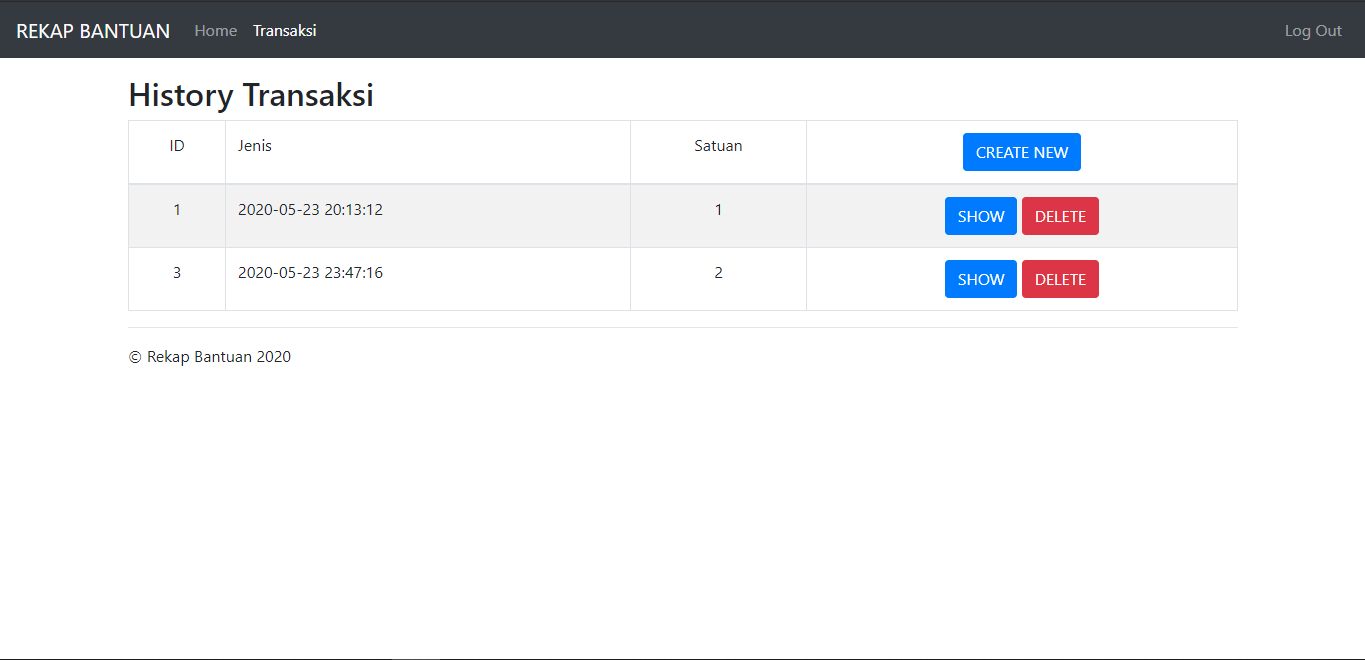 REKAP BANTUAN Home Transaksi Log Out
History Transaksi
ID Jenis Satuan CREATE NEW
1 2020-05-23 20:13:12 1 SHOW DELETE
3 2020-05-23 23:47:16 2 SHOW DELETE
© Rekap Bantuan 2020